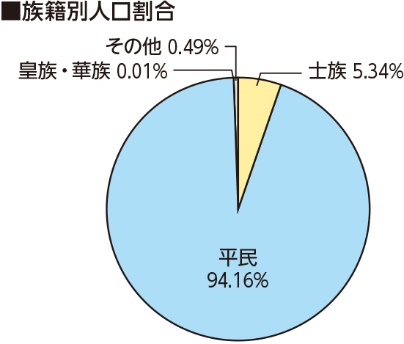 ■族籍別人口割合
その他 0.49%
皇族・華族 0.01%
士族 5.34%
平民
94.16%